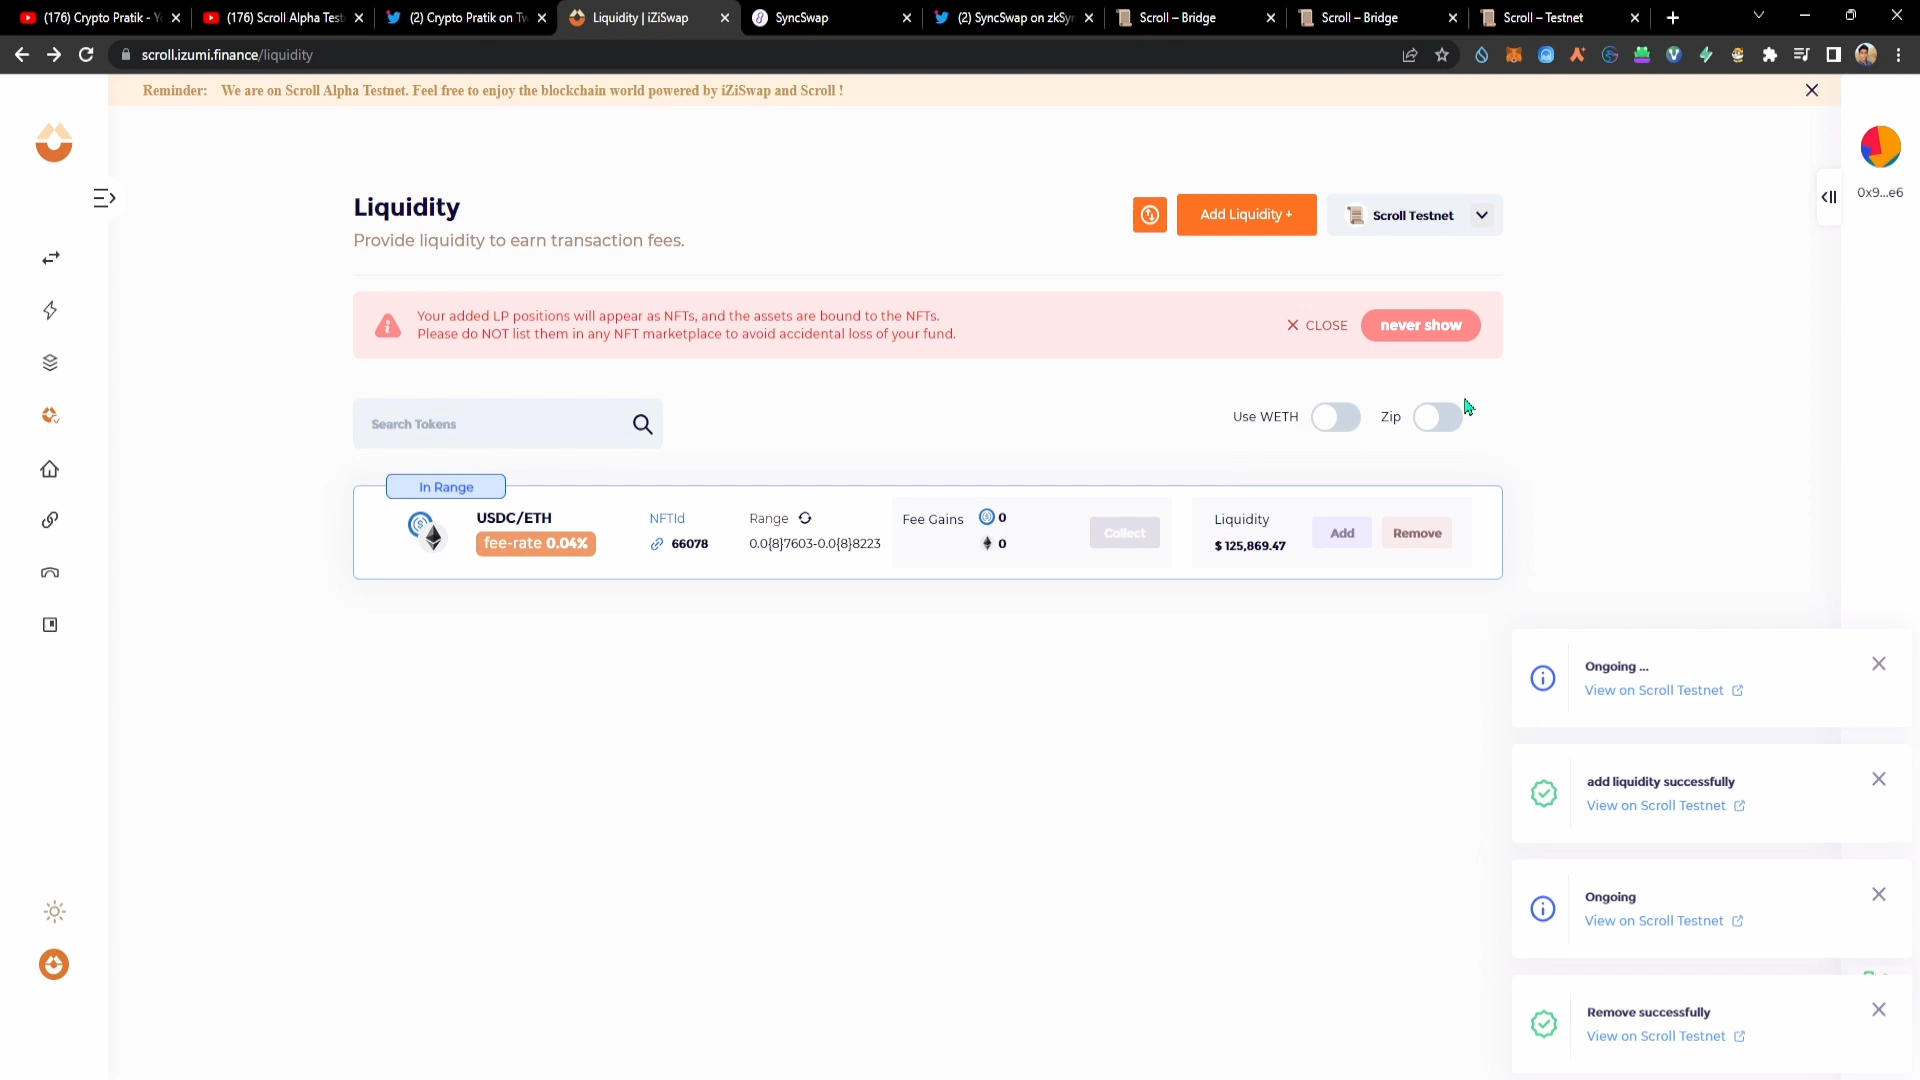 (176) Crypto Pratik - Y
(176) Scroll Alpha Test
(2) Crypto Pratik on Tw
Liquidity | iZiSwap
SyncSwap
(2) SyncSwap on zkSy
Scroll – Bridge
Scroll – Bridge
Scroll – Testnet
scroll.izumi.finance/liquidity
Reminder: We are on Scroll Alpha Testnet. Feel free to enjoy the blockchain world powered by iZiSwap and Scroll !
0x9...e6
Liquidity
Provide liquidity to earn transaction fees.
Add Liquidity +
Scroll Testnet
Your added LP positions will appear as NFTs, and the assets are bound to the NFTs.
Please do NOT list them in any NFT marketplace to avoid accidental loss of your fund.
CLOSE
never show
Search Tokens
Use WETH
Zip
In Range
USDC/ETH
fee-rate 0.04%
NFTId
66078
Range
0.0{8}7603-0.0{8}8223
Fee Gains
0
0
Collect
Liquidity
$ 125,869.47
Add
Remove
Ongoing ...
View on Scroll Testnet
add liquidity successfully
View on Scroll Testnet
Ongoing
View on Scroll Testnet
Remove successfully
View on Scroll Testnet